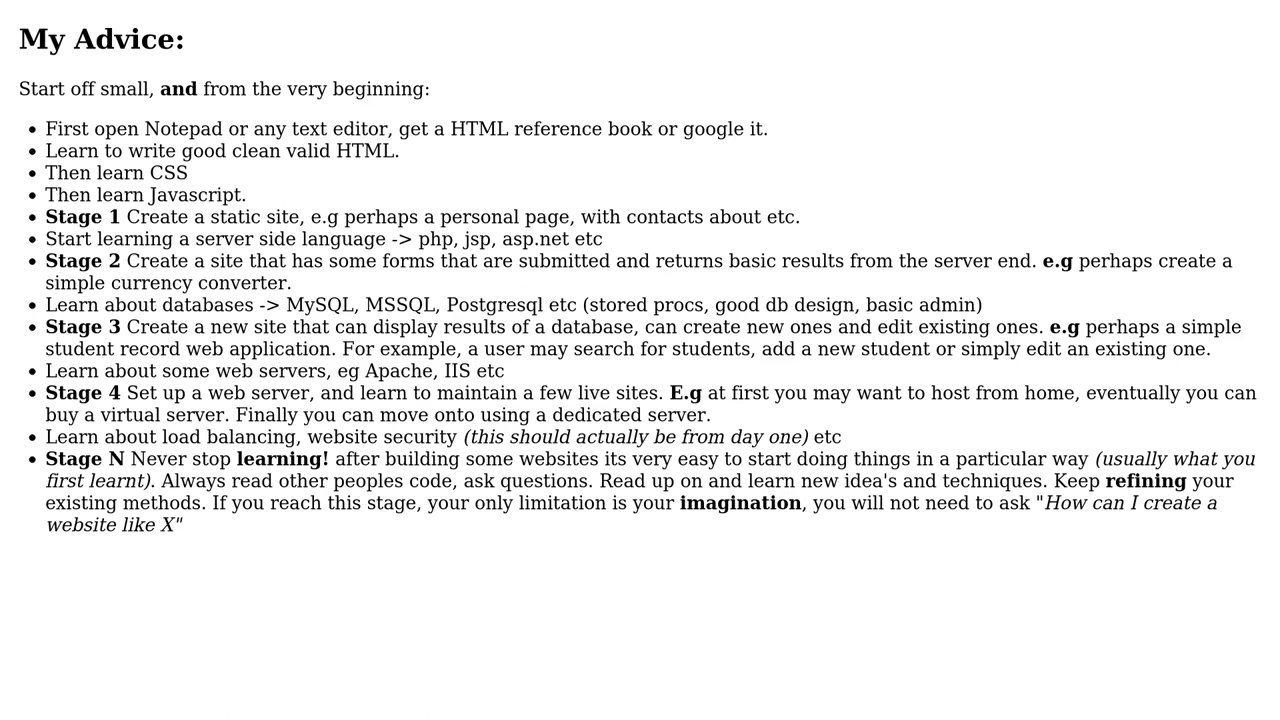 My Advice:
Start off small, and from the very beginning:
First open Notepad or any text editor, get a HTML reference book or google it.
Learn to write good clean valid HTML.
Then learn CSS
Then learn Javascript.
Stage 1 Create a static site, e.g perhaps a personal page, with contacts about etc.
Start learning a server side language -> php, jsp, asp.net etc
Stage 2 Create a site that has some forms that are submitted and returns basic results from the server end. e.g perhaps create a
simple currency converter.
Learn about databases -> MySQL, MSSQL, Postgresql etc (stored procs, good db design, basic admin)
Stage 3 Create a new site that can display results of a database, can create new ones and edit existing ones. e.g perhaps a simple
student record web application. For example, a user may search for students, add a new student or simply edit an existing one.
Learn about some web servers, eg Apache, IIS etc
Stage 4 Set up a web server, and learn to maintain a few live sites. E.g at first you may want to host from home, eventually you can
buy a virtual server. Finally you can move onto using a dedicated server.
Learn about load balancing, website security (this should actually be from day one) etc
Stage N Never stop learning! after building some websites its very easy to start doing things in a particular way (usually what you
first learnt). Always read other peoples code, ask questions. Read up on and learn new idea's and techniques. Keep refining your
existing methods. If you reach this stage, your only limitation is your imagination, you will not need to ask "How can I create a
website like X"